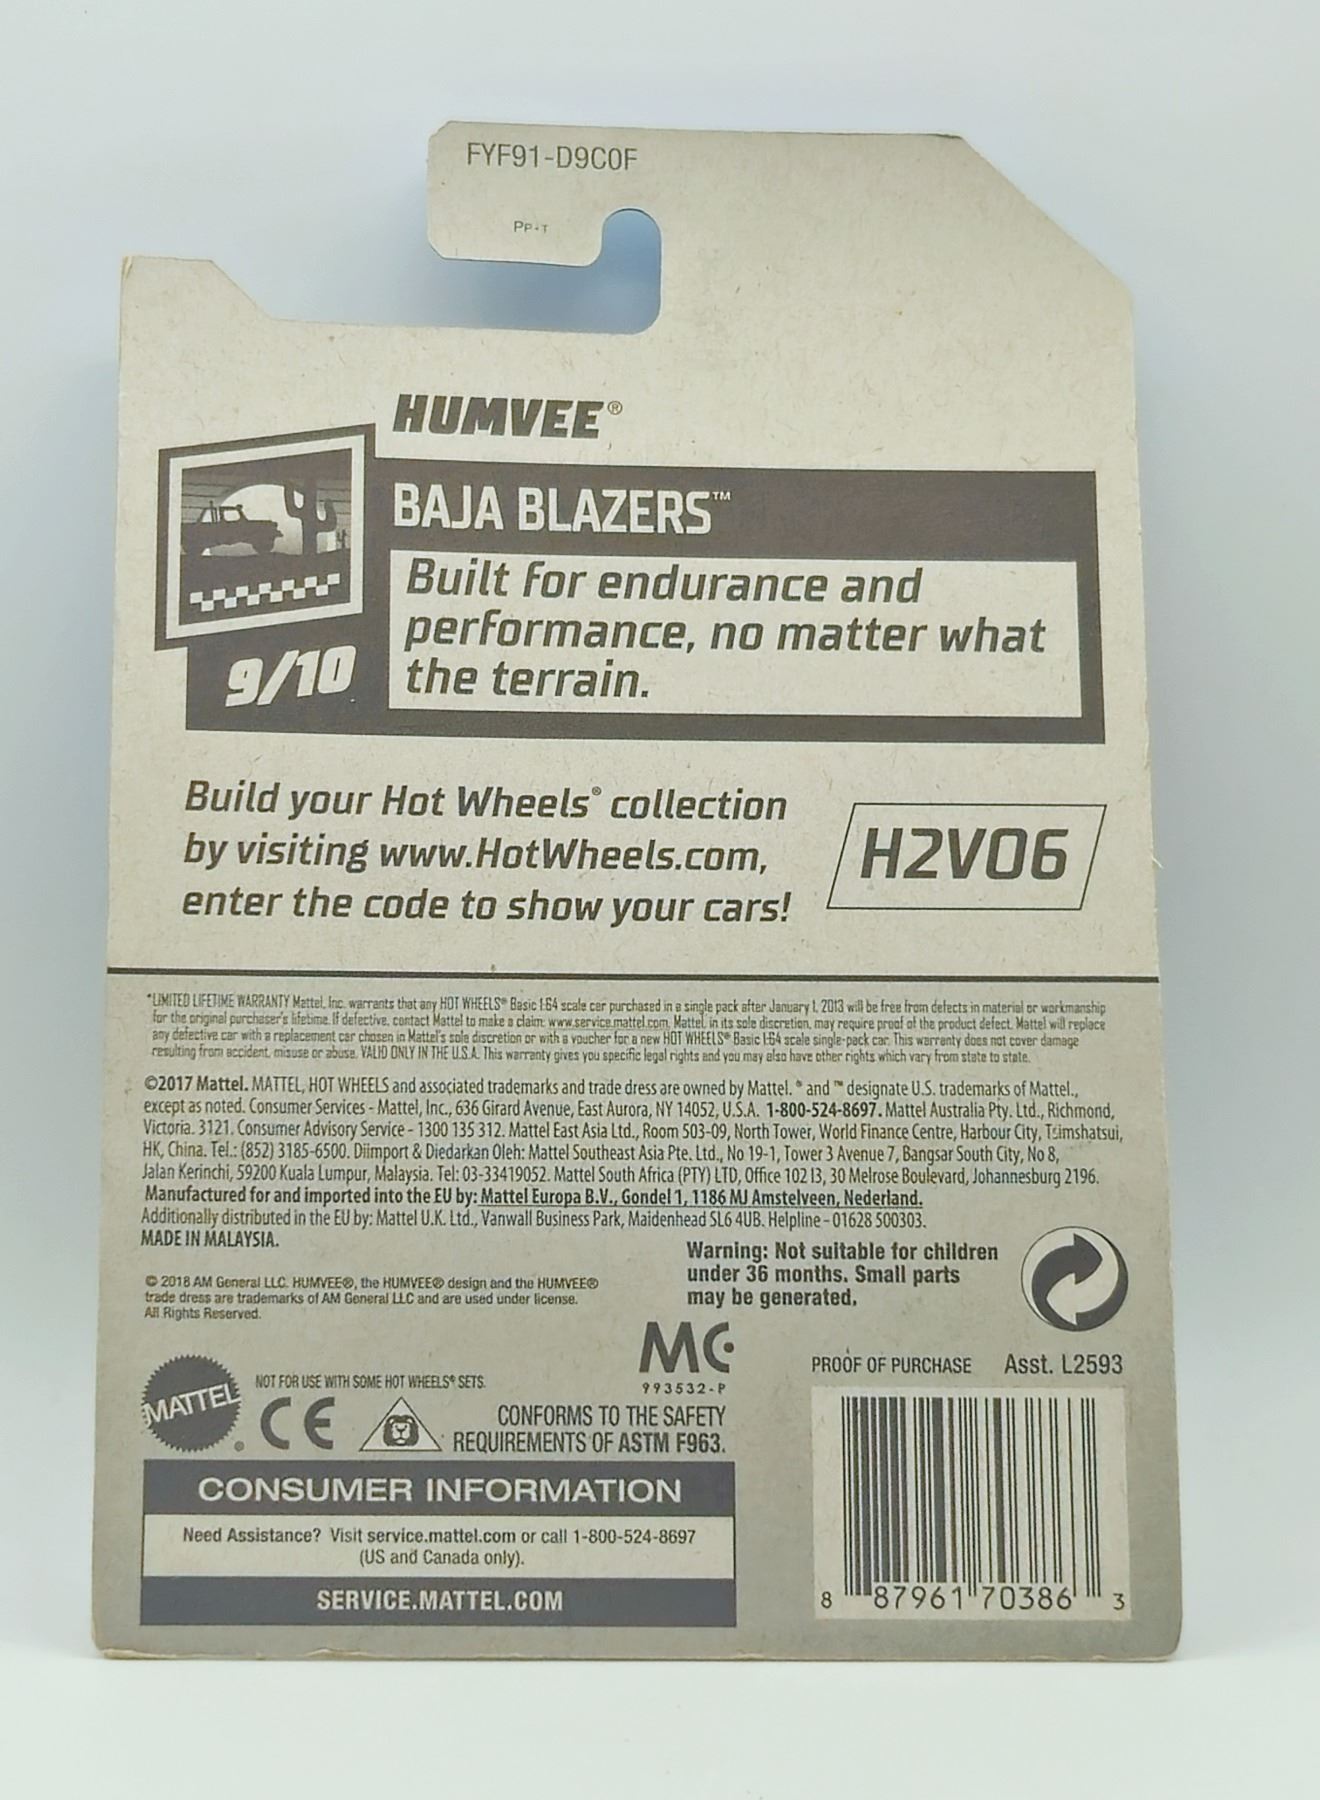 FYF91-D9C0F
PP-T
HUMVEE®
BAJA BLAZERS™
Built for endurance and
performance, no matter what
the terrain.
9/10
Build your Hot Wheels® collection
by visiting www.HotWheels.com,
enter the code to show your cars!
H2V06
*LIMITED LIFETIME WARRANTY Mattel, Inc. warrants that any HOT WHEELS® Basic 1:64 scale car purchased in a single pack after January 1, 2013 will be free from defects in material or workmanship
for the original purchaser's lifetime. If defective, contact Mattel to make a claim: www.service.mattel.com. Mattel, in its sole discretion, may require proof of the product defect. Mattel will replace
any defective car with a replacement car chosen in Mattel's sole discretion or with a voucher for a new HOT WHEELS® Basic 1:64 scale single-pack car. This warranty does not cover damage
resulting from accident, misuse or abuse. VALID ONLY IN THE U.S.A. This warranty gives you specific legal rights and you may also have other rights which vary from state to state.
©2017 Mattel. MATTEL, HOT WHEELS and associated trademarks and trade dress are owned by Mattel. ® and ™ designate U.S. trademarks of Mattel.,
except as noted. Consumer Services - Mattel, Inc., 636 Girard Avenue, East Aurora, NY 14052, U.S.A. 1-800-524-8697. Mattel Australia Pty. Ltd., Richmond,
Victoria. 3121. Consumer Advisory Service - 1300 135 312. Mattel East Asia Ltd., Room 503-09, North Tower, World Finance Centre, Harbour City, Tsimshatsui,
HK, China. Tel.: (852) 3185-6500. Diimport & Diedarkan Oleh: Mattel Southeast Asia Pte. Ltd., No 19-1, Tower 3 Avenue 7, Bangsar South City, No 8,
Jalan Kerinchi, 59200 Kuala Lumpur, Malaysia. Tel: 03-33419052. Mattel South Africa (PTY) LTD, Office 102 I3, 30 Melrose Boulevard, Johannesburg 2196.
Manufactured for and imported into the EU by: Mattel Europa B.V., Gondel 1, 1186 MJ Amstelveen, Nederland.
Additionally distributed in the EU by: Mattel U.K. Ltd., Vanwall Business Park, Maidenhead SL6 4UB. Helpline - 01628 500303.
MADE IN MALAYSIA.
Warning: Not suitable for children
under 36 months. Small parts
may be generated.
© 2018 AM General LLC. HUMVEE®, the HUMVEE® design and the HUMVEE®
trade dress are trademarks of AM General LLC and are used under license.
All Rights Reserved.
MC
993532-P
PROOF OF PURCHASE Asst. L2593
MATTEL®
NOT FOR USE WITH SOME HOT WHEELS® SETS.
CE
CONFORMS TO THE SAFETY
REQUIREMENTS OF ASTM F963.
CONSUMER INFORMATION
Need Assistance? Visit service.mattel.com or call 1-800-524-8697
(US and Canada only).
SERVICE.MATTEL.COM
8 87961 70386 3